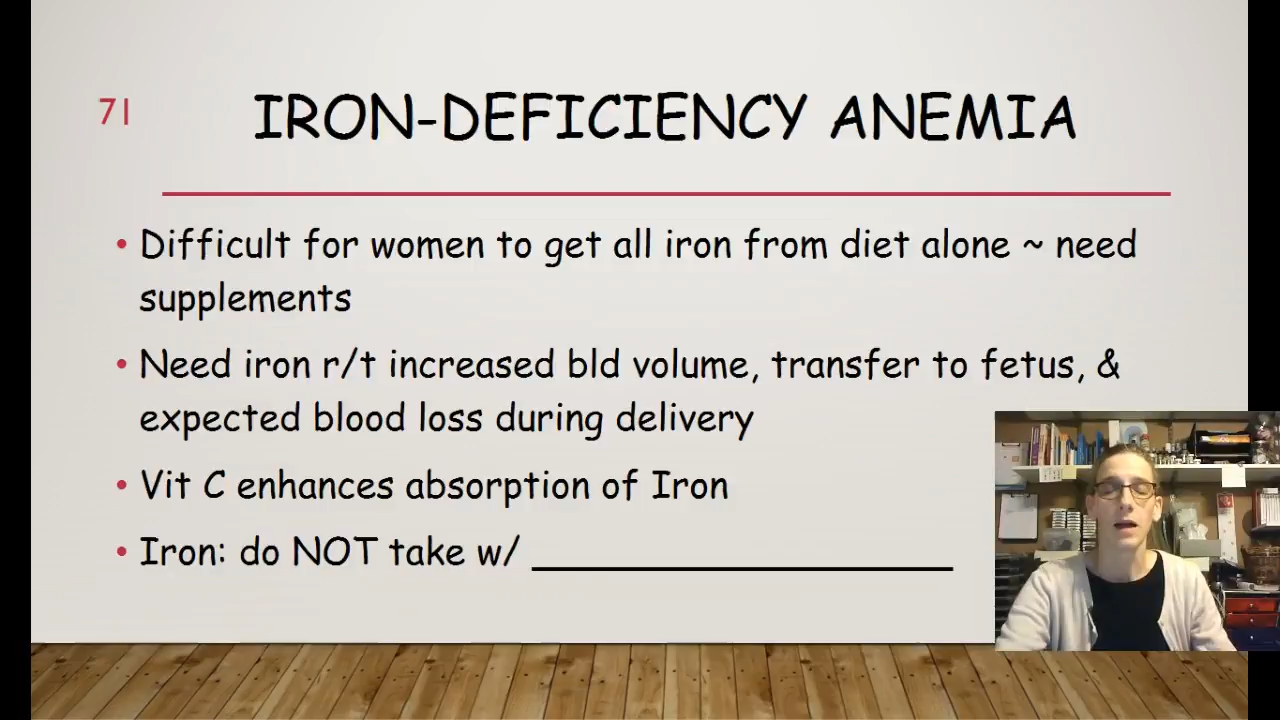 71
IRON-DEFICIENCY ANEMIA
• Difficult for women to get all iron from diet alone ~ need
supplements
• Need iron r/t increased bld volume, transfer to fetus, &
expected blood loss during delivery
• Vit C enhances absorption of Iron
• Iron: do NOT take w/ ____________________